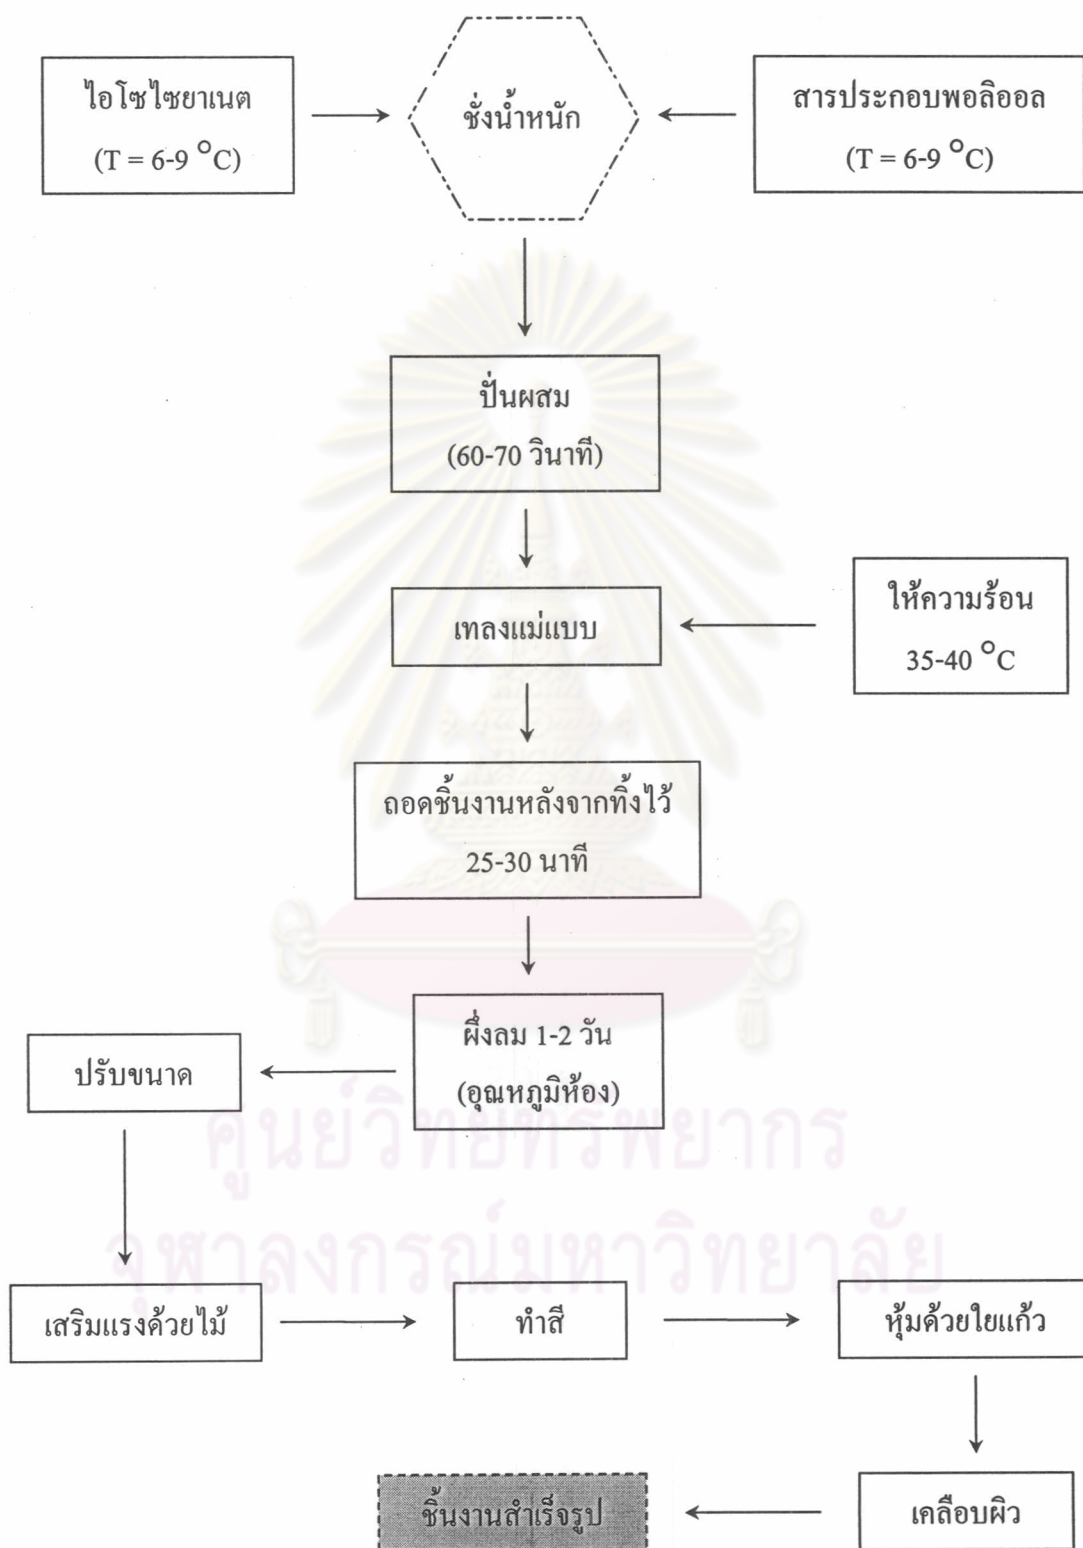 ไอโซไซยาเนต
(T = 6-9 °C)
ชั่งน้ำหนัก
สารประกอบพอลิออล
(T = 6-9 °C)
ปั่นผสม
(60-70 วินาที)
เทลงแม่แบบ
ให้ความร้อน
35-40 °C
ถอดชิ้นงานหลังจากทิ้งไว้
25-30 นาที
ผึ่งลม 1-2 วัน
(อุณหภูมิห้อง)
ปรับขนาด
ศูนย์วิทยทรัพยากร
จุฬาลงกรณ์มหาวิทยาลัย
เสริมแรงด้วยไม้
ทำสี
หุ้มด้วยใยแก้ว
ชิ้นงานสำเร็จรูป
เคลือบผิว